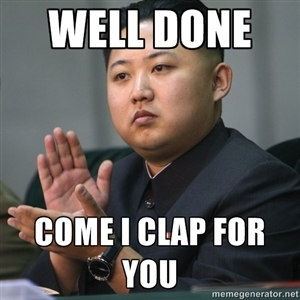 WELL DONE
COME I CLAP FOR
YOU
memegenerator.net